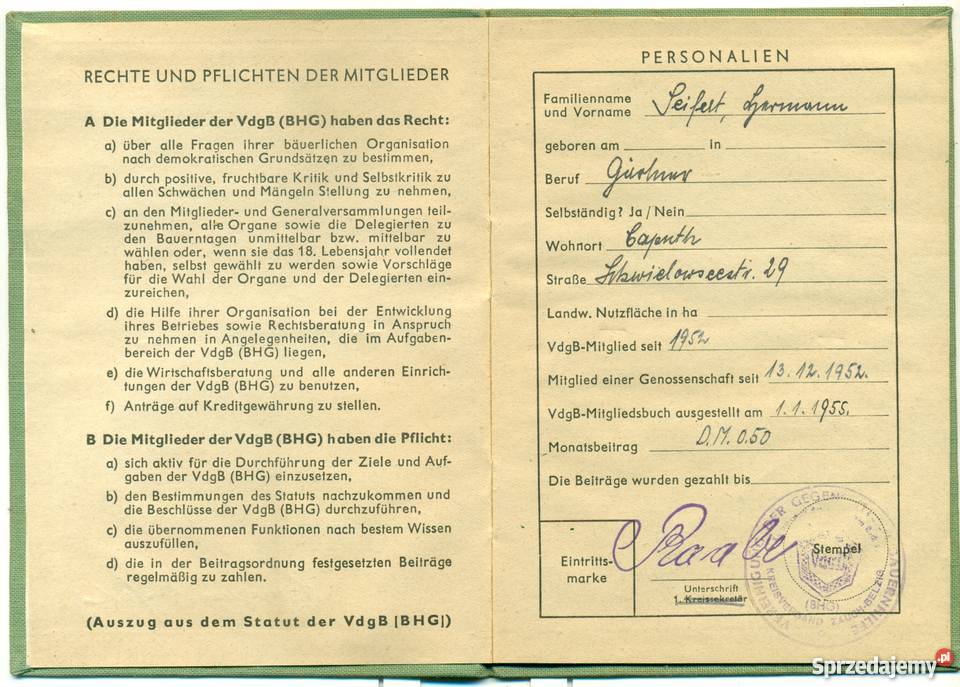 RECHTE UND PFLICHTEN DER MITGLIEDER
A Die Mitglieder der VdgB (BHG) haben das Recht:
a) über alle Fragen ihrer bäuerlichen Organisation
nach demokratischen Grundsätzen zu bestimmen,
b) durch positive, fruchtbare Kritik und Selbstkritik zu
allen Schwächen und Mängeln Stellung zu nehmen,
c) an den Mitglieder- und Generalversammlungen teil-
zunehmen, alle Organe sowie die Delegierten zu
den Bauerntagen unmittelbar bzw. mittelbar zu
wählen oder, wenn sie das 18. Lebensjahr vollendet
haben, selbst gewählt zu werden sowie Vorschläge
für die Wahl der Organe und der Delegierten ein-
zureichen,
d) die Hilfe ihrer Organisation bei der Entwicklung
ihres Betriebes sowie Rechtsberatung in Anspruch
zu nehmen in Angelegenheiten, die im Aufgaben-
bereich der VdgB (BHG) liegen,
e) die Wirtschaftsberatung und alle anderen Einrich-
tungen der VdgB (BHG) zu benutzen,
f) Anträge auf Kreditgewährung zu stellen.
B Die Mitglieder der VdgB (BHG) haben die Pflicht:
a) sich aktiv für die Durchführung der Ziele und Auf-
gaben der VdgB (BHG) einzusetzen,
b) den Bestimmungen des Statuts nachzukommen und
die Beschlüsse der VdgB (BHG) durchzuführen,
c) die übernommenen Funktionen nach bestem Wissen
auszufüllen,
d) die in der Beitragsordnung festgesetzten Beiträge
regelmäßig zu zahlen.
(Auszug aus dem Statut der VdgB [BHG])
PERSONALIEN
Familienname
und Vorname Seifert, Hermann
geboren am in
Beruf Gärtner
Selbständig? Ja / Nein
Wohnort Caputh
Straße Schwielowseestr. 29
Landw. Nutzfläche in ha
VdgB-Mitglied seit 1952
Mitglied einer Genossenschaft seit 13.12.1952.
VdgB-Mitgliedsbuch ausgestellt am 1.1.1955.
Monatsbeitrag D.M. 0.50
Die Beiträge wurden gezahlt bis
Eintritts-
marke
Raabe
Unterschrift
1. Kreissekretär
Stempel
VEREINIGUNG DER GEGENS. BAUERNHILFE
KREISVERBAND ZAUCH-BELZIG
(BHG)
Sprzedajemy.pl